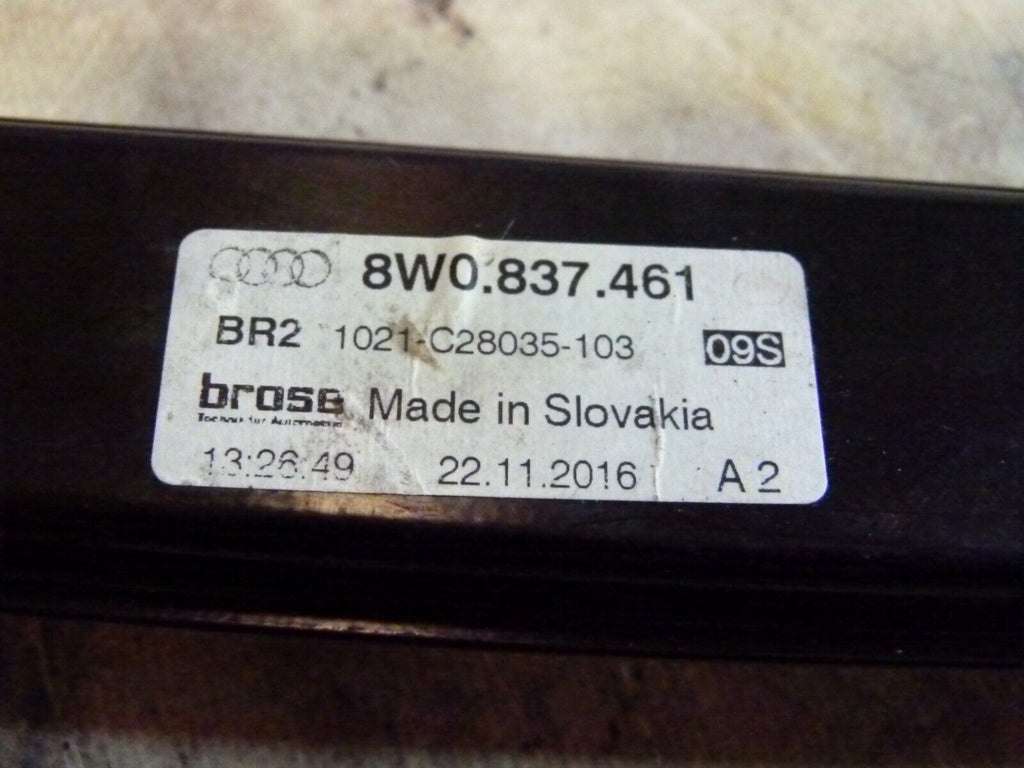 8W0.837.461
BR2 1021-C28035-103 09S
brose Made in Slovakia
13:26:49 22.11.2016 A2